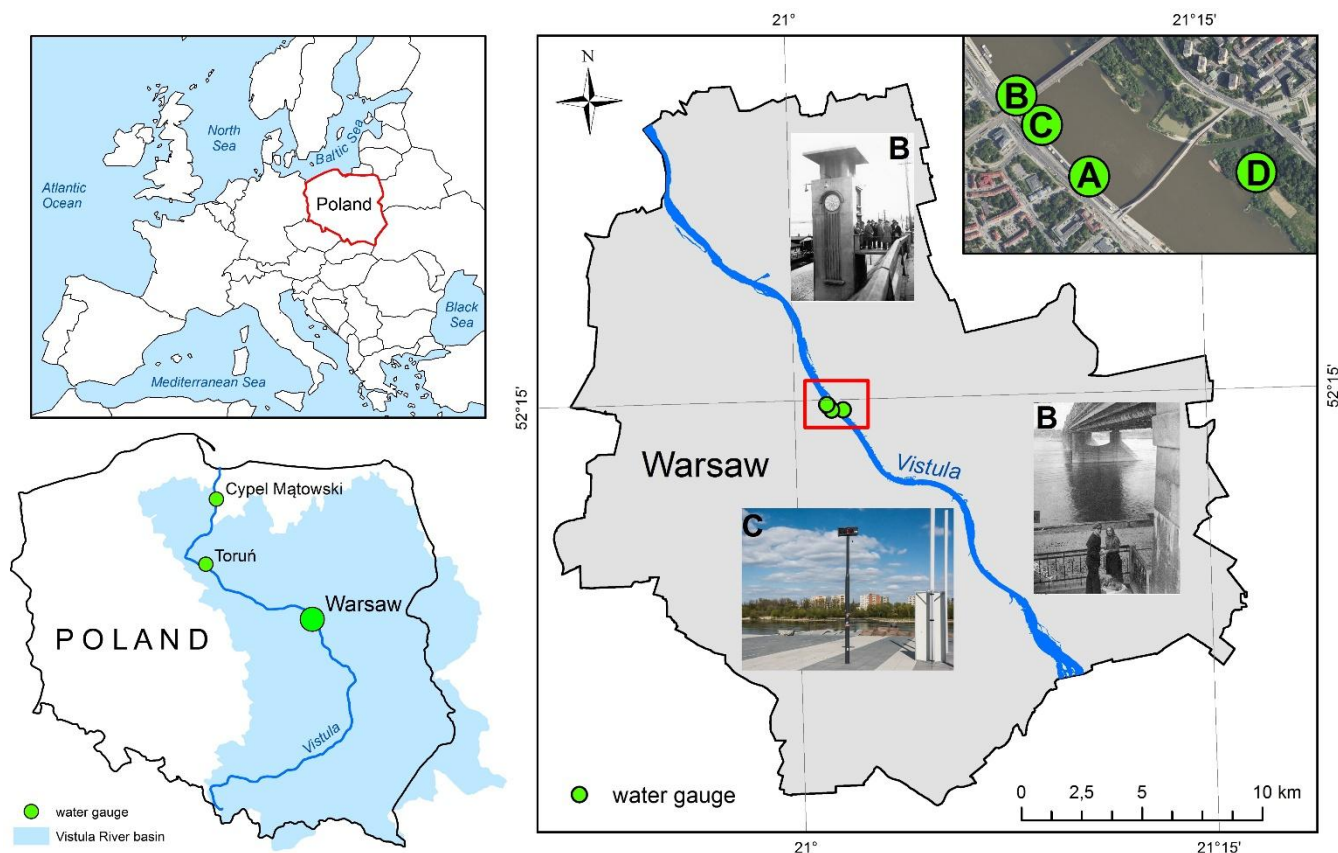 North
Sea
Baltic Sea
Atlantic
Ocean
Poland
Black
Sea
Mediterranean Sea
Cypel Mątowski
Toruń
Warsaw
POLAND
Vistula
water gauge
Vistula River basin
21°
21°15'
N
B
C
A
D
B
52°15'
52°15'
Warsaw
Vistula
B
C
water gauge
0
2,5
5
10 km
21°
21°15'